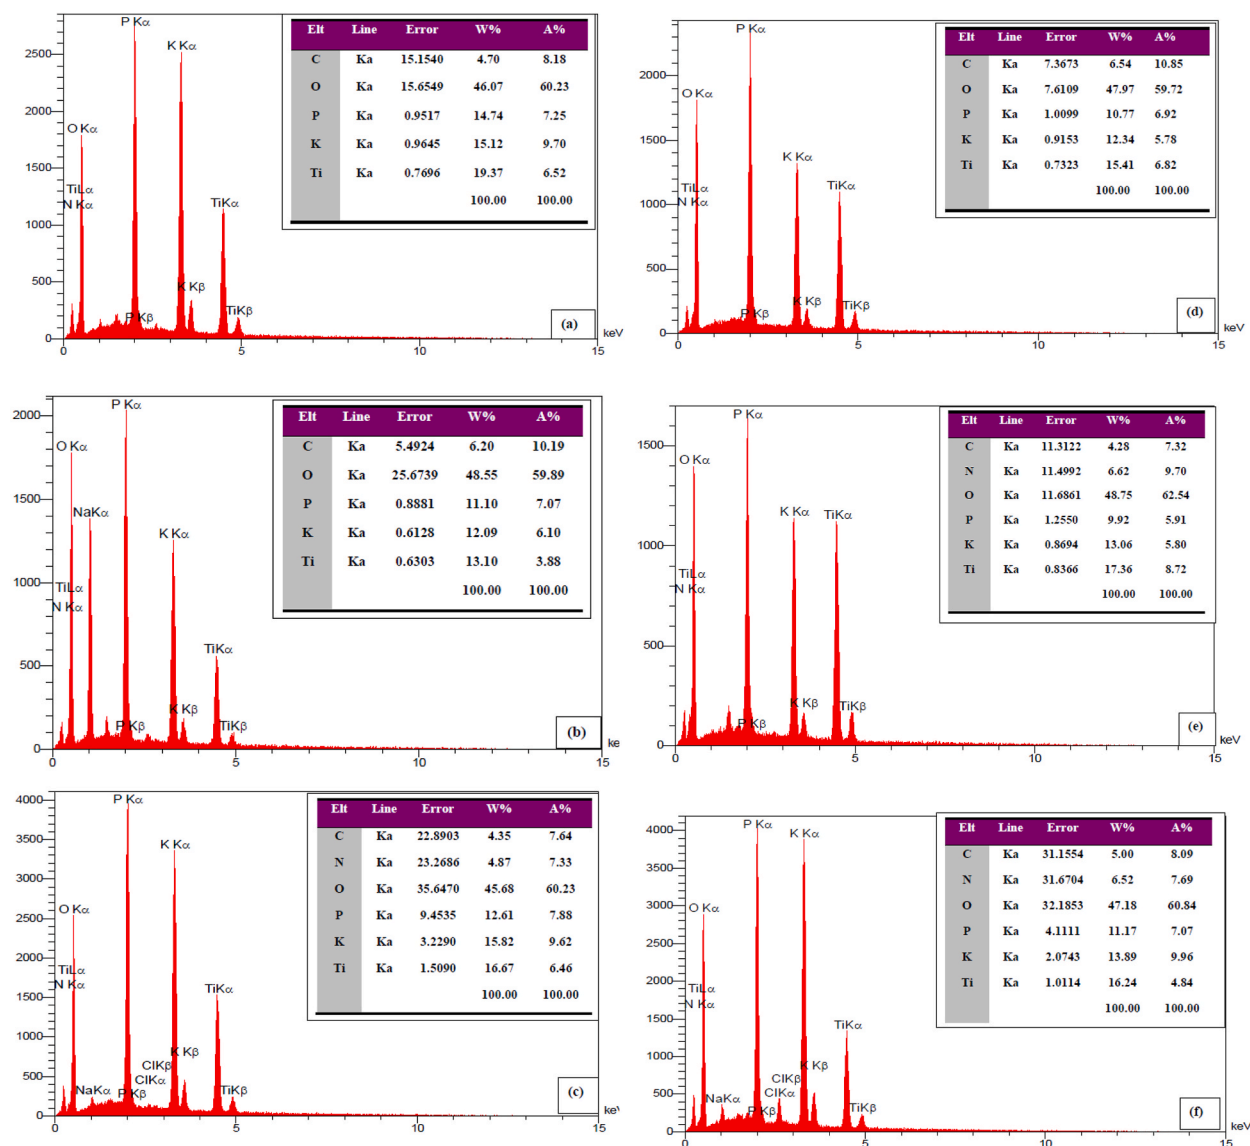 P Kα
K Kα
O Kα
TiLα
N Kα
TiKα
K Kβ
P Kβ
TiKβ
2500
2000
1500
1000
500
0
0 5 10 15
keV
Elt Line Error W% A%
C Ka 15.1540 4.70 8.18
O Ka 15.6549 46.07 60.23
P Ka 0.9517 14.74 7.25
K Ka 0.9645 15.12 9.70
Ti Ka 0.7696 19.37 6.52
100.00 100.00
(a)
P Kα
O Kα
K Kα
TiKα
TiLα
N Kα
K Kβ
P Kβ
TiKβ
2000
1500
1000
500
0
0 5 10 15
keV
Elt Line Error W% A%
C Ka 7.3673 6.54 10.85
O Ka 7.6109 47.97 59.72
P Ka 1.0099 10.77 6.92
K Ka 0.9153 12.34 5.78
Ti Ka 0.7323 15.41 6.82
100.00 100.00
(d)
P Kα
O Kα
NaKα
K Kα
TiLα
N Kα
TiKα
K Kβ
P Kβ
TiKβ
2000
1500
1000
500
0
0 5 10 15
ke
Elt Line Error W% A%
C Ka 5.4924 6.20 10.19
O Ka 25.6739 48.55 59.89
P Ka 0.8881 11.10 7.07
K Ka 0.6128 12.09 6.10
Ti Ka 0.6303 13.10 3.88
100.00 100.00
(b)
P Kα
O Kα
K Kα
TiKα
TiLα
N Kα
K Kβ
P Kβ
TiKβ
1500
1000
500
0
0 5 10 15
keV
Elt Line Error W% A%
C Ka 11.3122 4.28 7.32
N Ka 11.4992 6.62 9.70
O Ka 11.6861 48.75 62.54
P Ka 1.2550 9.92 5.91
K Ka 0.8694 13.06 5.80
Ti Ka 0.8366 17.36 8.72
100.00 100.00
(e)
P Kα
K Kα
O Kα
TiLα
N Kα
TiKα
K Kβ
ClKβ
ClKα
NaKα
P Kβ
TiKβ
4000
3500
3000
2500
2000
1500
1000
500
0
0 5 10 15
ke
Elt Line Error W% A%
C Ka 22.8903 4.35 7.64
N Ka 23.2686 4.87 7.33
O Ka 35.6470 45.68 60.23
P Ka 9.4535 12.61 7.88
K Ka 3.2290 15.82 9.62
Ti Ka 1.5090 16.67 6.46
100.00 100.00
(c)
P Kα
K Kα
O Kα
TiLα
N Kα
TiKα
ClKβ
ClKα
K Kβ
NaKα
P Kβ
TiKβ
4000
3500
3000
2500
2000
1500
1000
500
0
0 5 10 15
keV
Elt Line Error W% A%
C Ka 31.1554 5.00 8.09
N Ka 31.6704 6.52 7.69
O Ka 32.1853 47.18 60.84
P Ka 4.1111 11.17 7.07
K Ka 2.0743 13.89 9.96
Ti Ka 1.0114 16.24 4.84
100.00 100.00
(f)